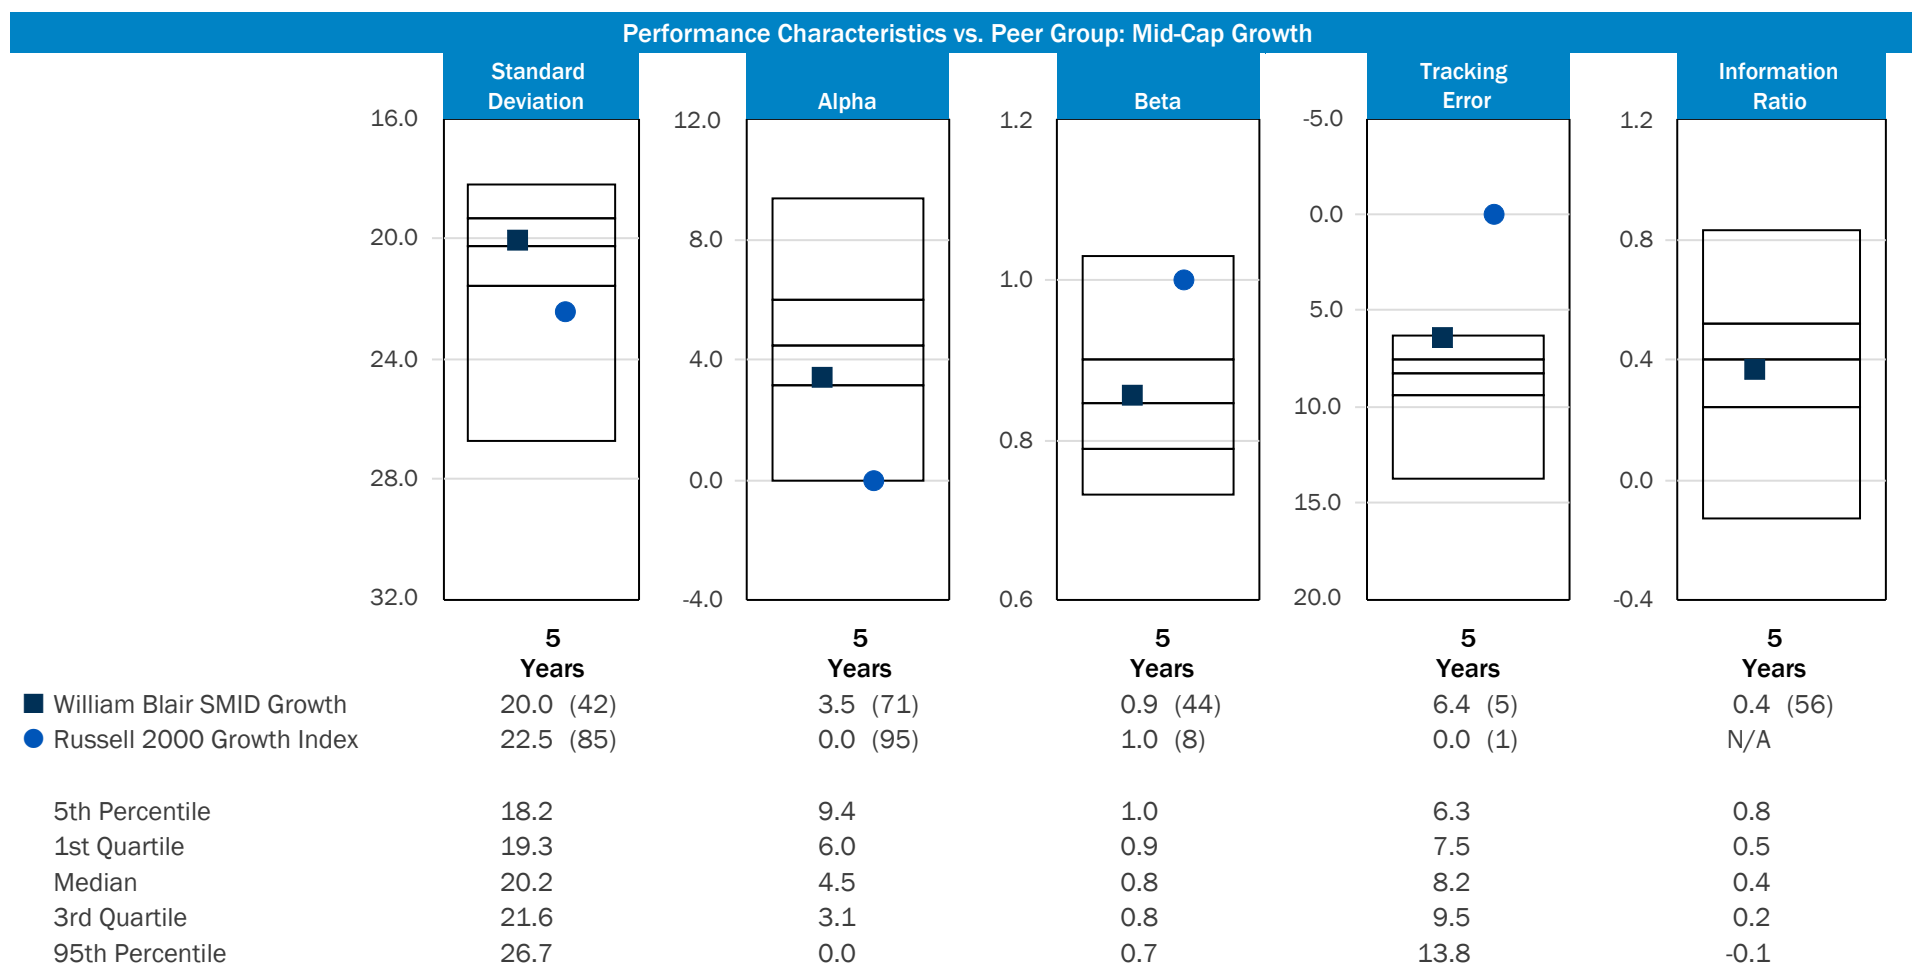 Performance Characteristics vs. Peer Group: Mid-Cap Growth
Standard
Deviation
Alpha
Beta
Tracking
Error
Information
Ratio
16.0
20.0
24.0
28.0
32.0
12.0
8.0
4.0
0.0
-4.0
1.2
1.0
0.8
0.6
-5.0
0.0
5.0
10.0
15.0
20.0
1.2
0.8
0.4
0.0
-0.4
5 5 5 5 5
Years Years Years Years Years
William Blair SMID Growth 20.0 (42) 3.5 (71) 0.9 (44) 6.4 (5) 0.4 (56)
Russell 2000 Growth Index 22.5 (85) 0.0 (95) 1.0 (8) 0.0 (1) N/A
5th Percentile 18.2 9.4 1.0 6.3 0.8
1st Quartile 19.3 6.0 0.9 7.5 0.5
Median 20.2 4.5 0.8 8.2 0.4
3rd Quartile 21.6 3.1 0.8 9.5 0.2
95th Percentile 26.7 0.0 0.7 13.8 -0.1